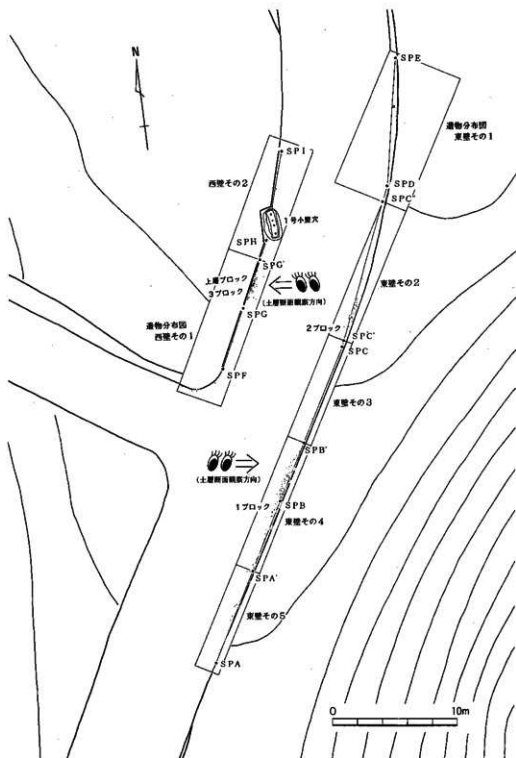 N
SPE
遺物分布図
東壁その1
SPD
SPC"
SPI
西壁その2
1号小竪穴
SPH
SPG'
上層ブロック
3ブロック
SPG
(土層断面観察方向)
遺物分布図
西壁その1
SPF
東壁その2
2ブロック
SPC'
SPC
東壁その3
SPB'
(土層断面観察方向)
1ブロック
SPB
東壁その4
SPA'
東壁その5
SPA
0
10m